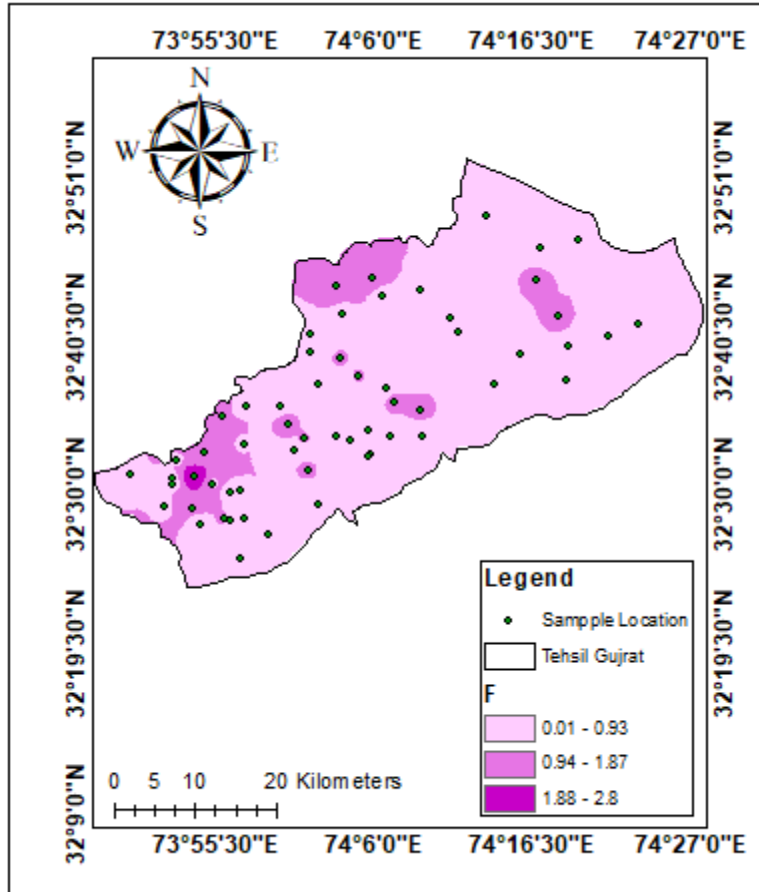 73°55'30"E 74°6'0"E 74°16'30"E 74°27'0"E
N
W E
S
32°51'0"N 32°51'0"N
32°40'30"N 32°40'30"N
32°30'0"N 32°30'0"N
32°19'30"N 32°19'30"N
32°9'0"N 32°9'0"N
Legend
Sampple Location
Tehsil Gujrat
F
0.01 - 0.93
0.94 - 1.87
1.88 - 2.8
0 5 10 20 Kilometers
73°55'30"E 74°6'0"E 74°16'30"E 74°27'0"E